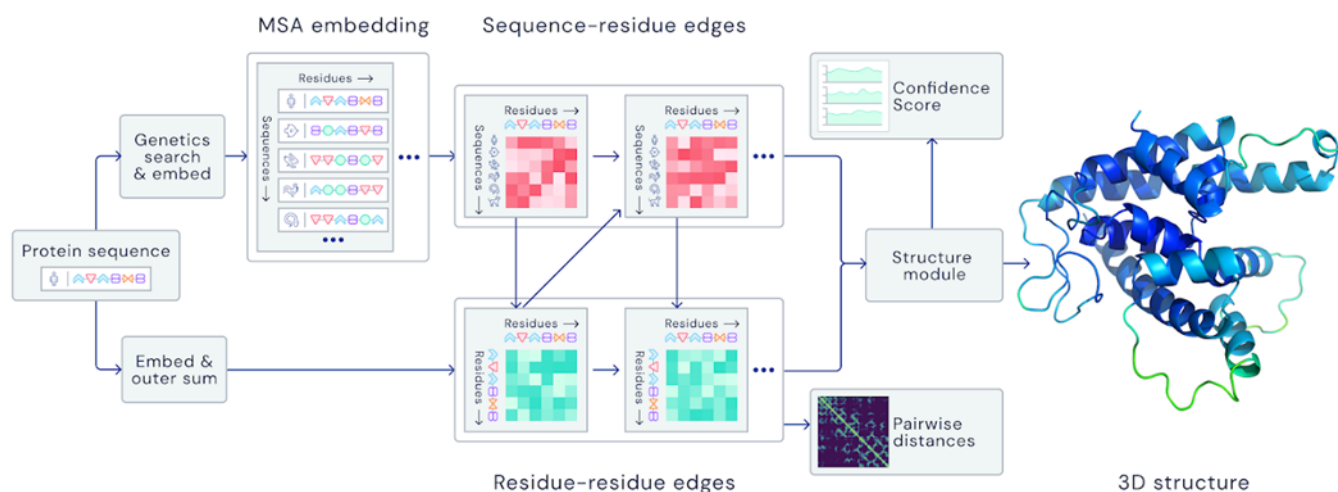 MSA embedding
Sequence-residue edges
Residues →
Sequences →
Genetics
search
& embed
Protein sequence
Embed &
outer sum
Residues →
Sequences →
Residues →
Sequences →
Confidence
Score
Structure
module
Residues →
Residues →
Residues →
Residues →
Pairwise
distances
Residue-residue edges
3D structure